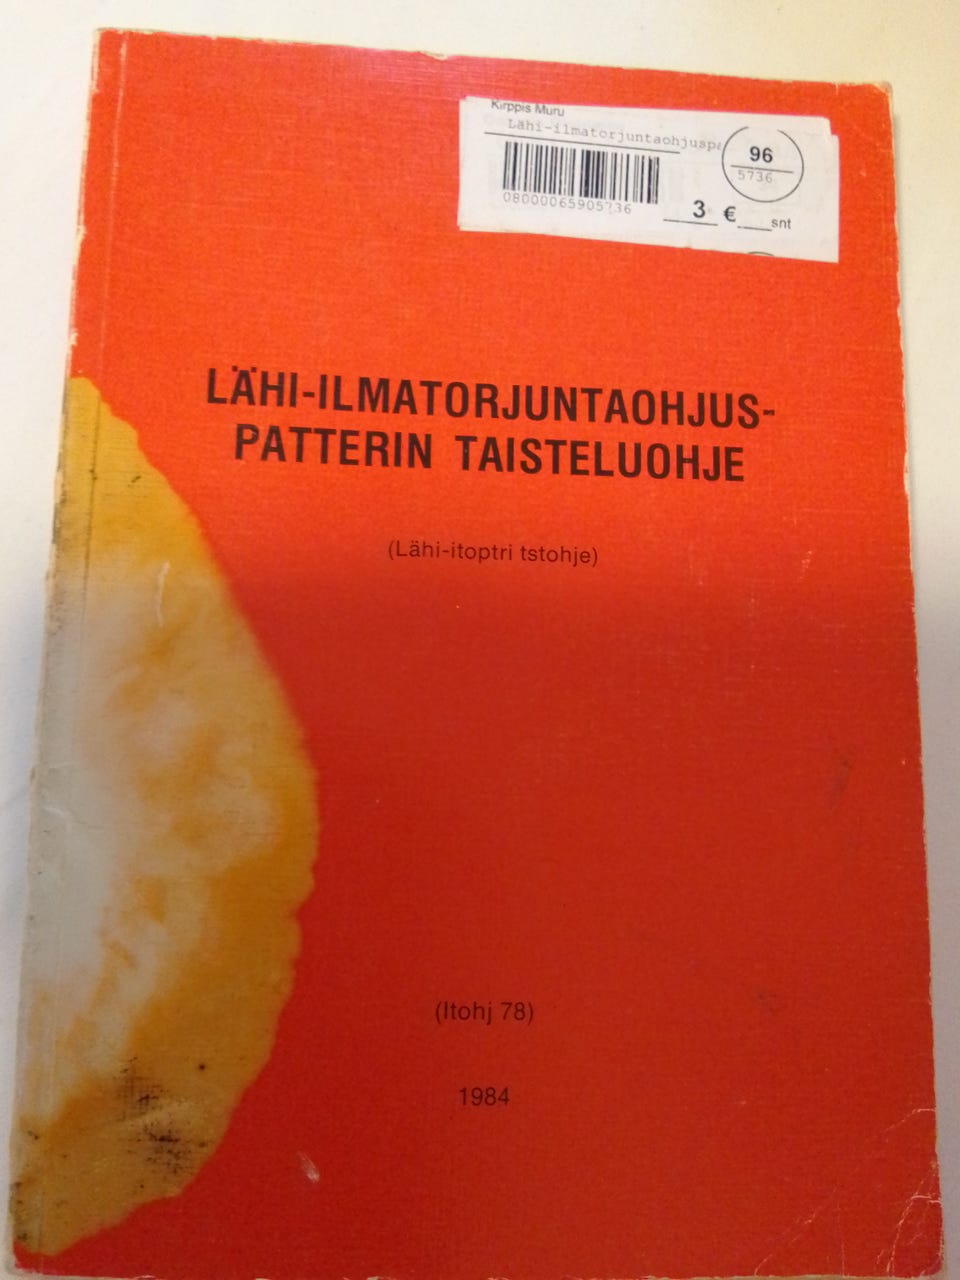 Kirppis Muru
Lähi-ilmatorjuntaohjuspa
96
5736
08000065905736
3 € snt
LÄHI-ILMATORJUNTAOHJUS-
PATTERIN TAISTELUOHJE
(Lähi-itoptri tstohje)
(Itohj 78)
1984